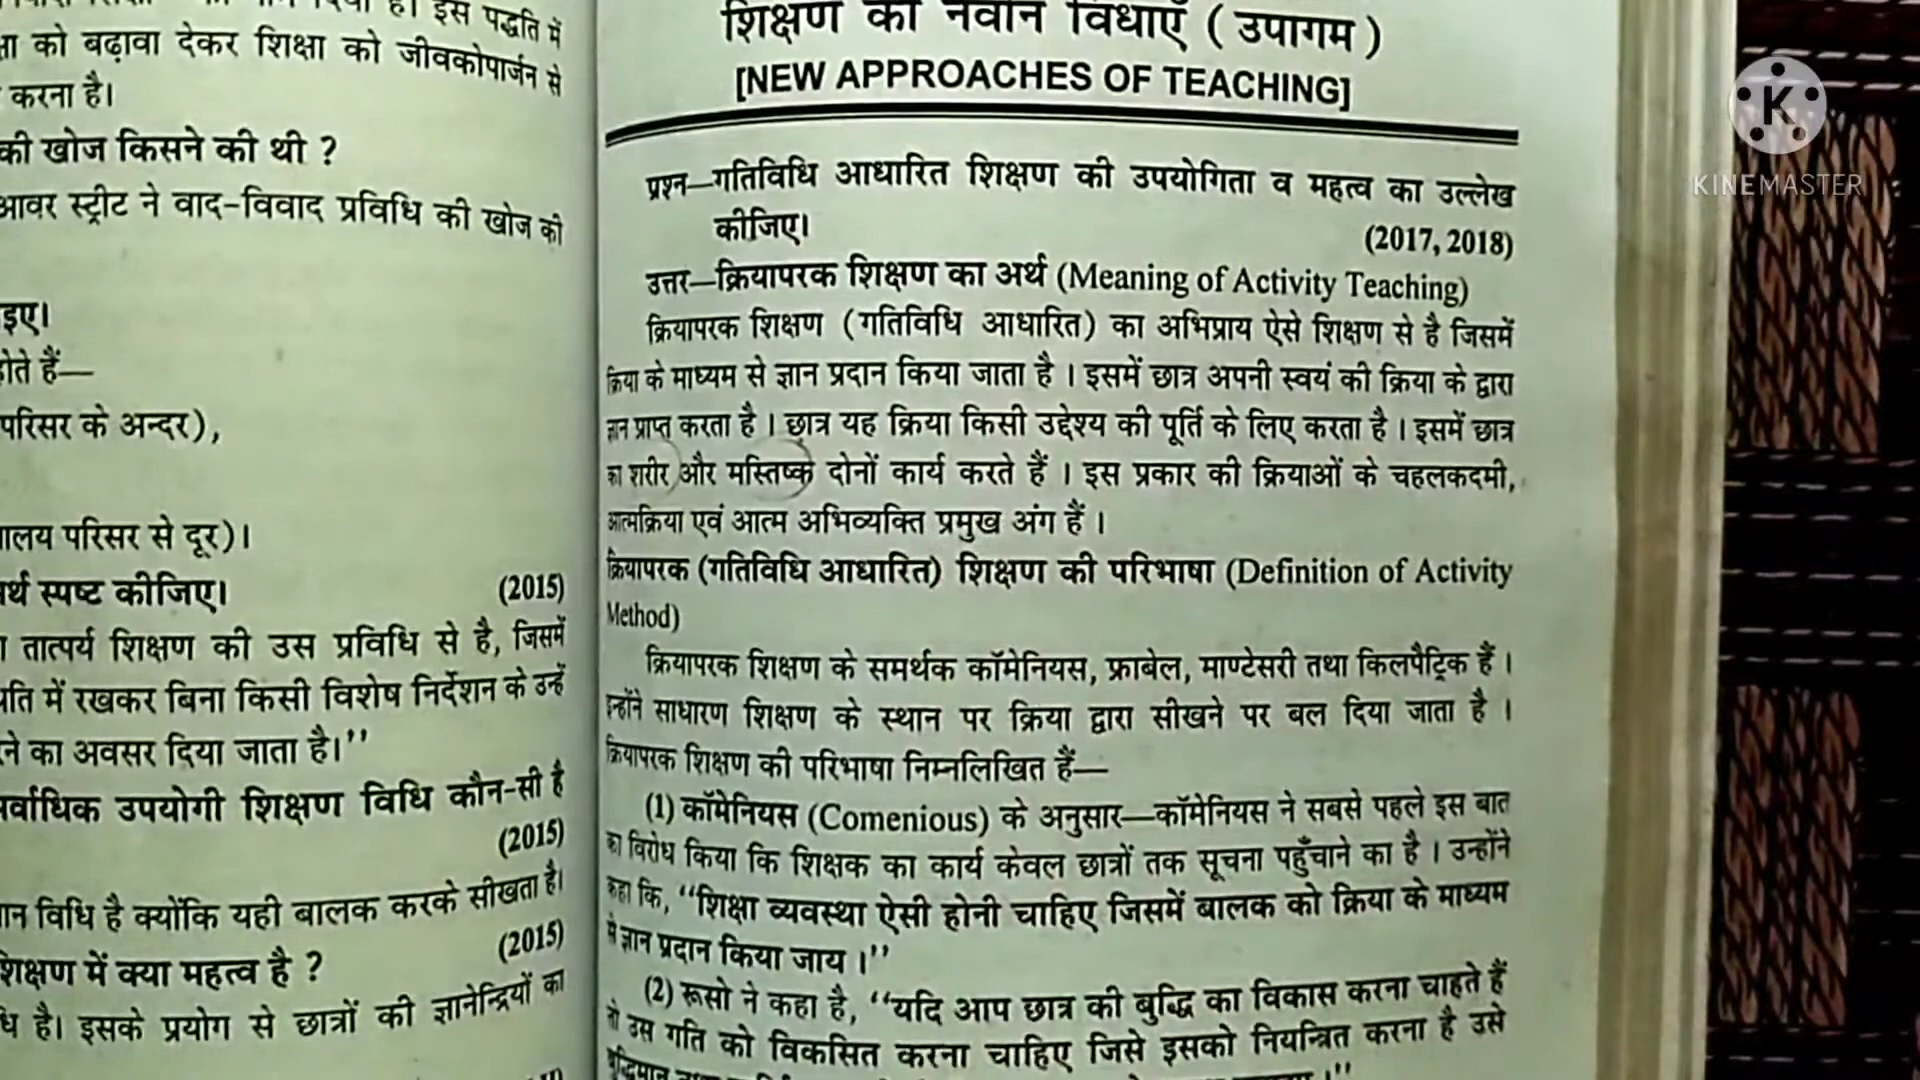 है। इस पद्धति में
को बढ़ावा देकर शिक्षा को जीवकोपार्जन से
करना है।
की खोज किसने की थी ?
आवर स्ट्रीट ने वाद-विवाद प्रविधि की खोज की
इए।
होते हैं—
परिसर के अन्दर),
परिसर से दूर)।
स्पष्ट कीजिए। (2015)
तात्पर्य शिक्षण की उस प्रविधि से है, जिसमें
में रखकर बिना किसी विशेष निर्देशन के उन्हें
का अवसर दिया जाता है।’’
उपयोगी शिक्षण विधि कौन-सी है
(2015)
विधि है क्योंकि यही बालक करके सीखता है।
(2015)
शिक्षण में क्या महत्व है ?
है। इसके प्रयोग से छात्रों की ज्ञानेन्द्रियों का
शिक्षण की नवीन विधाएँ ( उपागम )
[NEW APPROACHES OF TEACHING]
प्रश्न—गतिविधि आधारित शिक्षण की उपयोगिता व महत्व का उल्लेख
कीजिए। (2017, 2018)
उत्तर—क्रियापरक शिक्षण का अर्थ (Meaning of Activity Teaching)
क्रियापरक शिक्षण (गतिविधि आधारित) का अभिप्राय ऐसे शिक्षण से है जिसमें
क्रिया के माध्यम से ज्ञान प्रदान किया जाता है । इसमें छात्र अपनी स्वयं की क्रिया के द्वारा
ज्ञान प्राप्त करता है । छात्र यह क्रिया किसी उद्देश्य की पूर्ति के लिए करता है । इसमें छात्र
का शरीर और मस्तिष्क दोनों कार्य करते हैं । इस प्रकार की क्रियाओं के चहलकदमी,
आत्मक्रिया एवं आत्म अभिव्यक्ति प्रमुख अंग हैं ।
क्रियापरक (गतिविधि आधारित) शिक्षण की परिभाषा (Definition of Activity
Method)
क्रियापरक शिक्षण के समर्थक कॉमेनियस, फ्राबेल, माण्टेसरी तथा किलपैट्रिक हैं ।
इन्होंने साधारण शिक्षण के स्थान पर क्रिया द्वारा सीखने पर बल दिया जाता है ।
क्रियापरक शिक्षण की परिभाषा निम्नलिखित हैं—
(1) कॉमेनियस (Comenious) के अनुसार—कॉमेनियस ने सबसे पहले इस बात
का विरोध किया कि शिक्षक का कार्य केवल छात्रों तक सूचना पहुँचाने का है । उन्होंने
कहा कि, ‘‘शिक्षा व्यवस्था ऐसी होनी चाहिए जिसमें बालक को क्रिया के माध्यम
से ज्ञान प्रदान किया जाय ।’’
(2) रूसो ने कहा है, ‘‘यदि आप छात्र की बुद्धि का विकास करना चाहते हैं
तो उस गति को विकसित करना चाहिए जिसे इसको नियन्त्रित करना है उसे
K
KINEMASTER